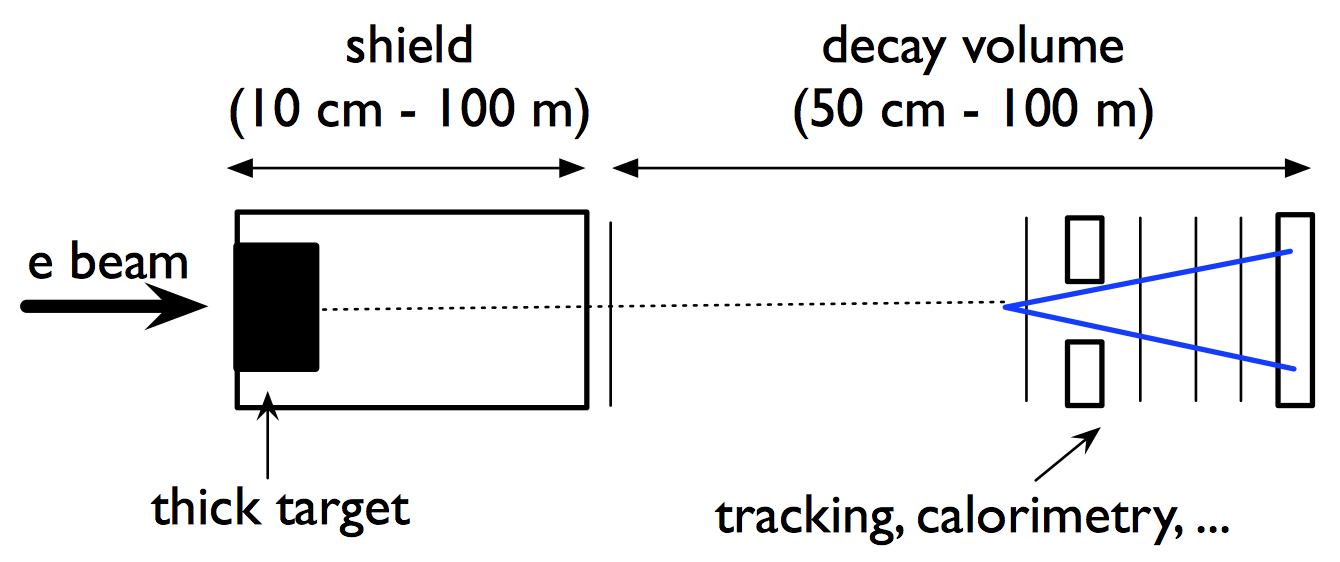 shield
(10 cm - 100 m)
decay volume
(50 cm - 100 m)
e beam
thick target
tracking, calorimetry, ...